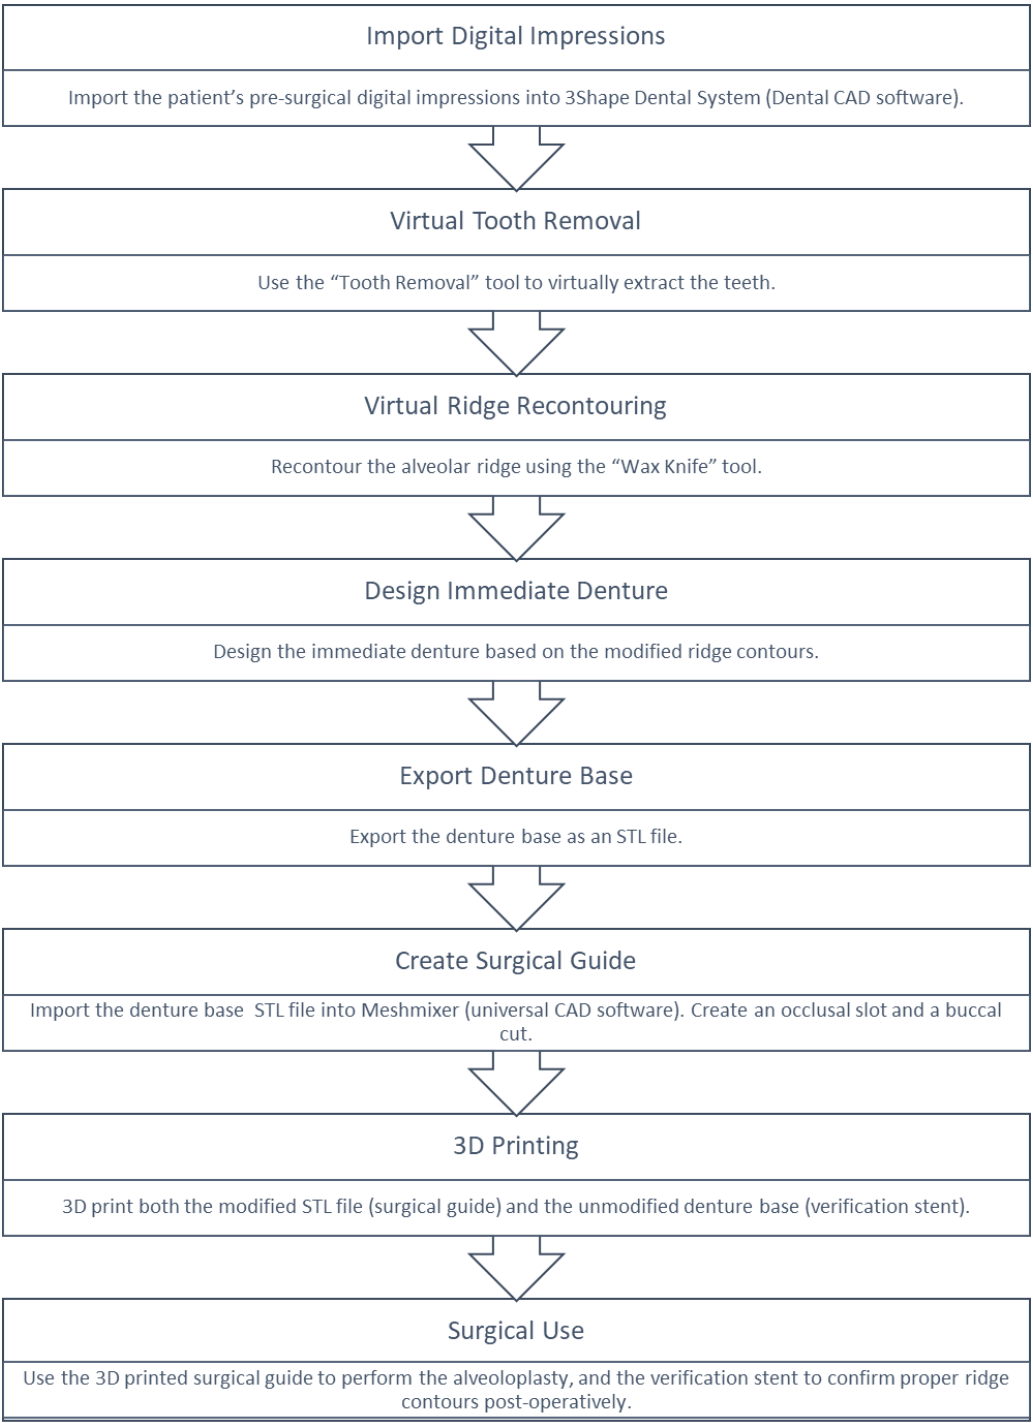 Import Digital Impressions
Import the patient’s pre-surgical digital impressions into 3Shape Dental System (Dental CAD software).
Virtual Tooth Removal
Use the “Tooth Removal” tool to virtually extract the teeth.
Virtual Ridge Recontouring
Recontour the alveolar ridge using the “Wax Knife” tool.
Design Immediate Denture
Design the immediate denture based on the modified ridge contours.
Export Denture Base
Export the denture base as an STL file.
Create Surgical Guide
Import the denture base  STL file into Meshmixer (universal CAD software). Create an occlusal slot and a buccal
cut.
3D Printing
3D print both the modified STL file (surgical guide) and the unmodified denture base (verification stent).
Surgical Use
Use the 3D printed surgical guide to perform the alveoloplasty, and the verification stent to confirm proper ridge
contours post-operatively.